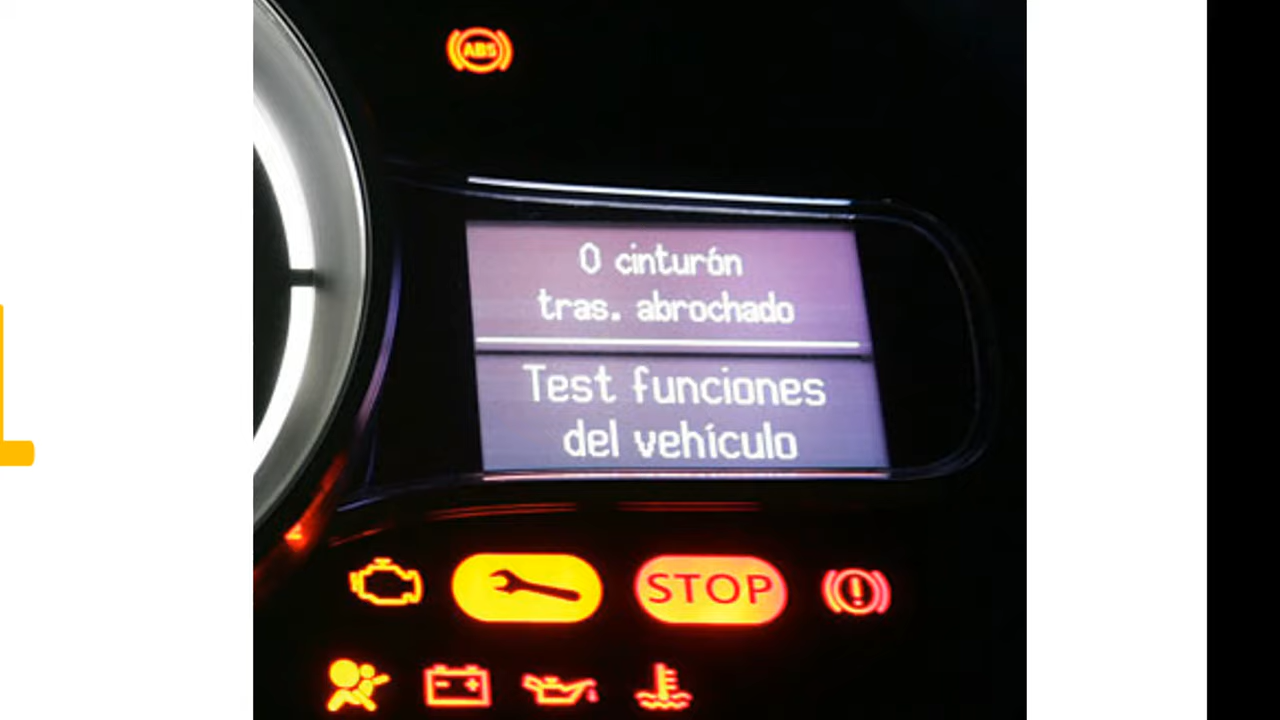 ABS
0 cinturón
tras. abrochado
Test funciones
del vehículo
STOP